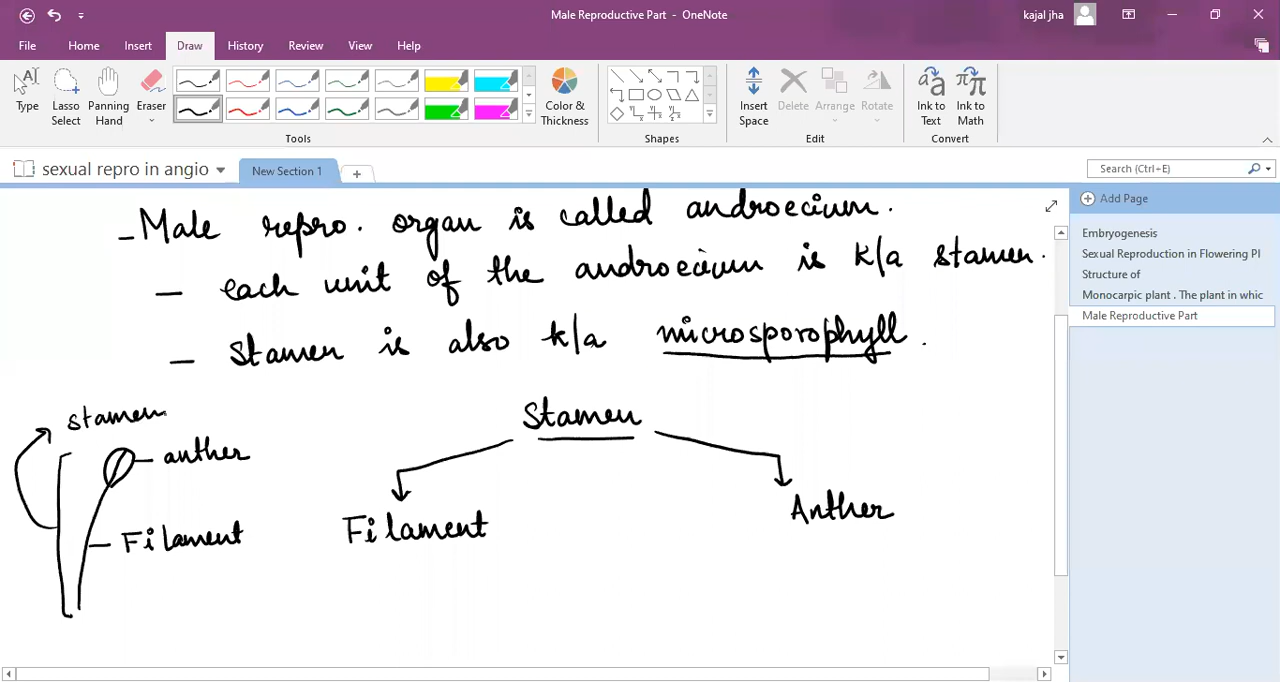 Male Reproductive Part - OneNote
kajal jha
File Home Insert Draw History Review View Help
Type
Lasso Select
Panning Hand
Eraser
Color & Thickness
Insert Space
Delete
Arrange
Rotate
Ink to Text
Ink to Math
Tools
Shapes
Edit
Convert
sexual repro in angio
New Section 1
Search (Ctrl+E)
Add Page
Embryogenesis
Sexual Reproduction in Flowering Pl
Structure of
Monocarpic plant . The plant in whic
Male Reproductive Part
- Male repro. organ is called androecium.
- each unit of the androecium is k/a stamen.
- Stamen is also k/a microsporophyll.
stamen
anther
Filament
Stamen
Filament
Anther